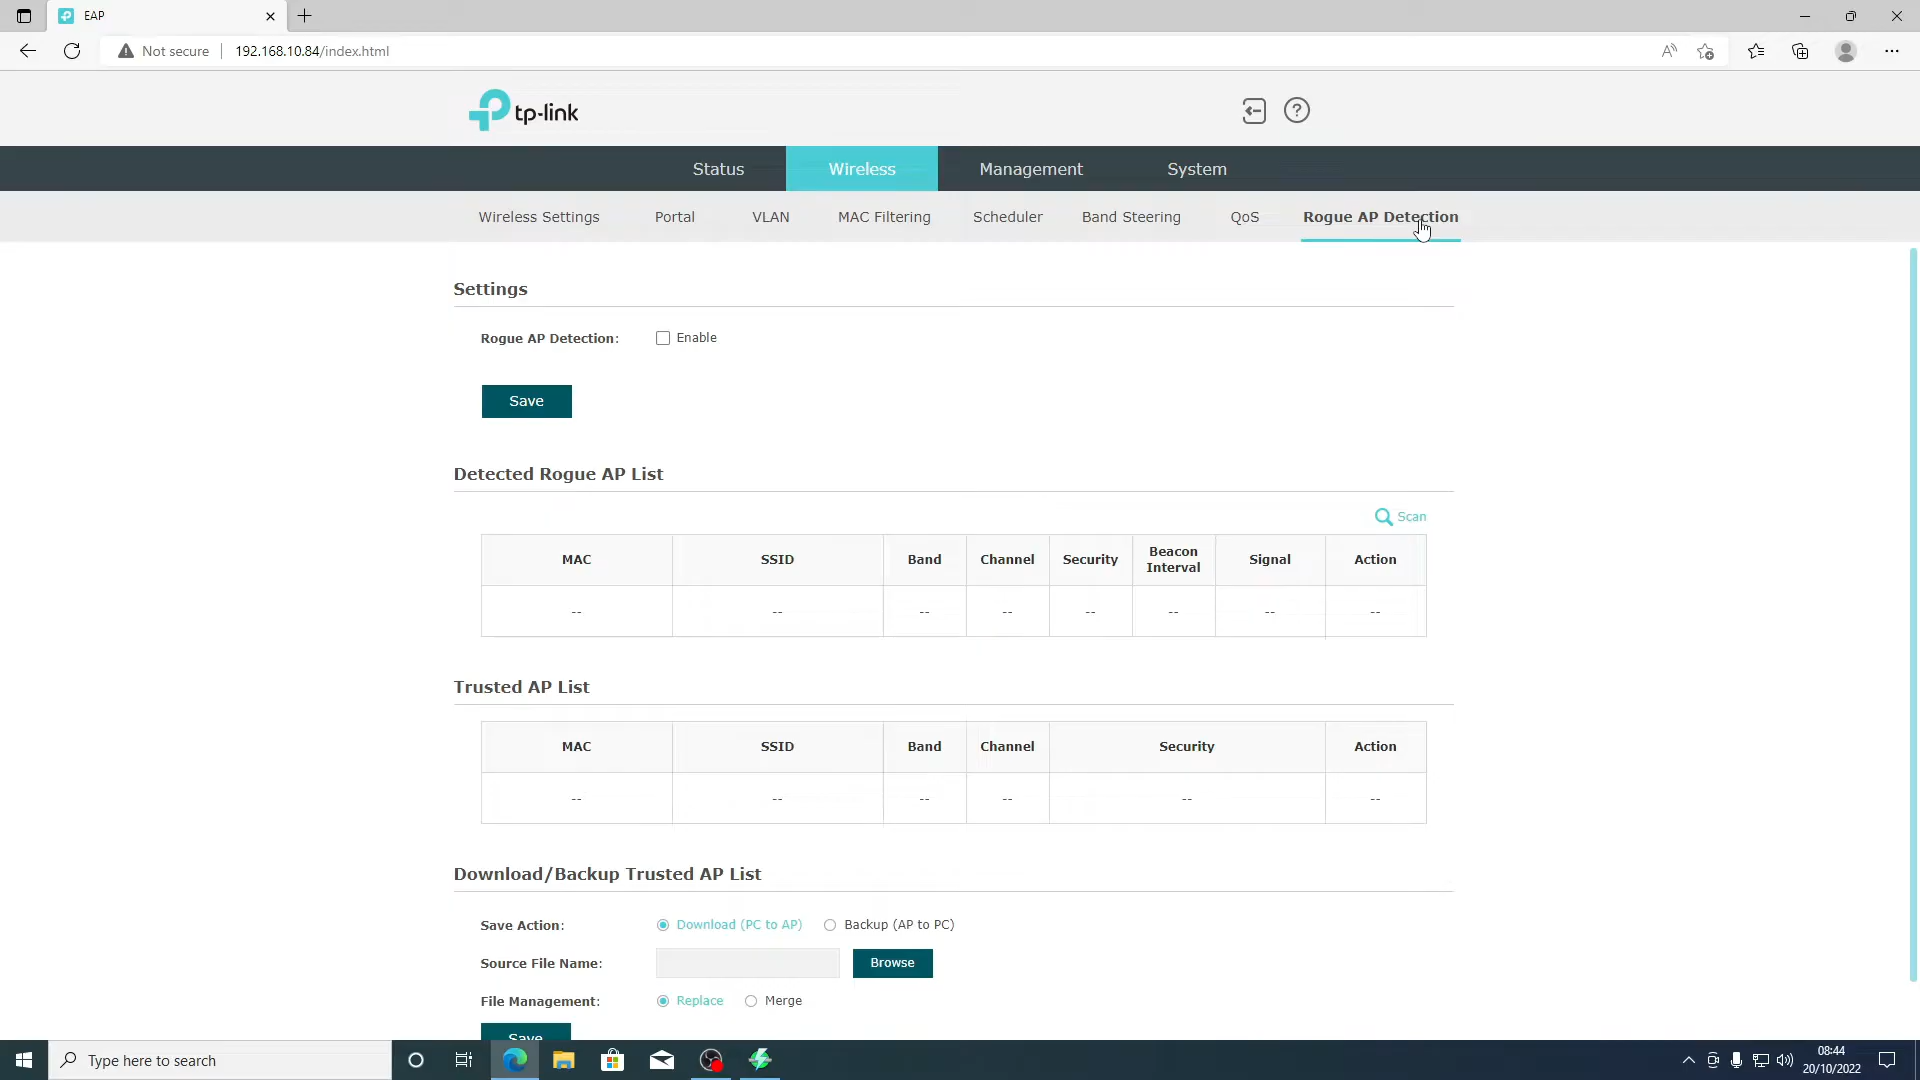 EAP
Not secure
192.168.10.84/index.html
tp-link
Status Wireless Management System
Wireless Settings Portal VLAN MAC Filtering Scheduler Band Steering QoS Rogue AP Detection
Settings
Rogue AP Detection: Enable
Save
Detected Rogue AP List
Scan
MAC SSID Band Channel Security Beacon Interval Signal Action
-- -- -- -- -- -- -- --
Trusted AP List
MAC SSID Band Channel Security Action
-- -- -- -- -- --
Download/Backup Trusted AP List
Save Action: Download (PC to AP) Backup (AP to PC)
Source File Name: Browse
File Management: Replace Merge
Save
Type here to search
08:44
20/10/2022